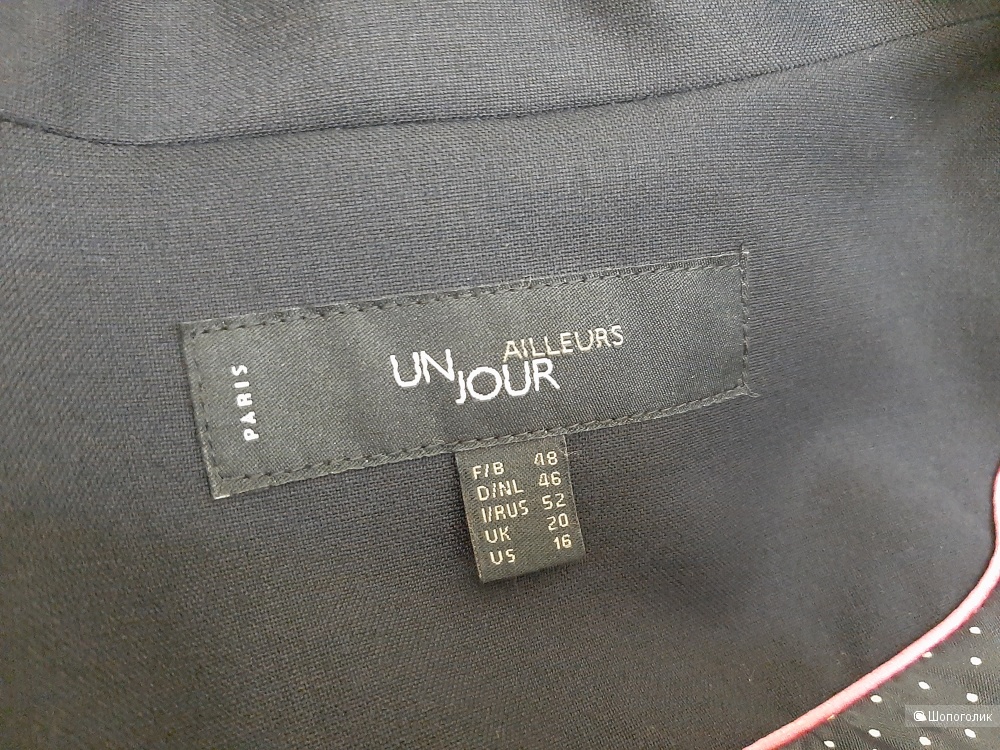 PARIS
UN JOUR AILLEURS
F/B 48
D/NL 46
I/RUS 52
UK 20
US 16
Шопоголик